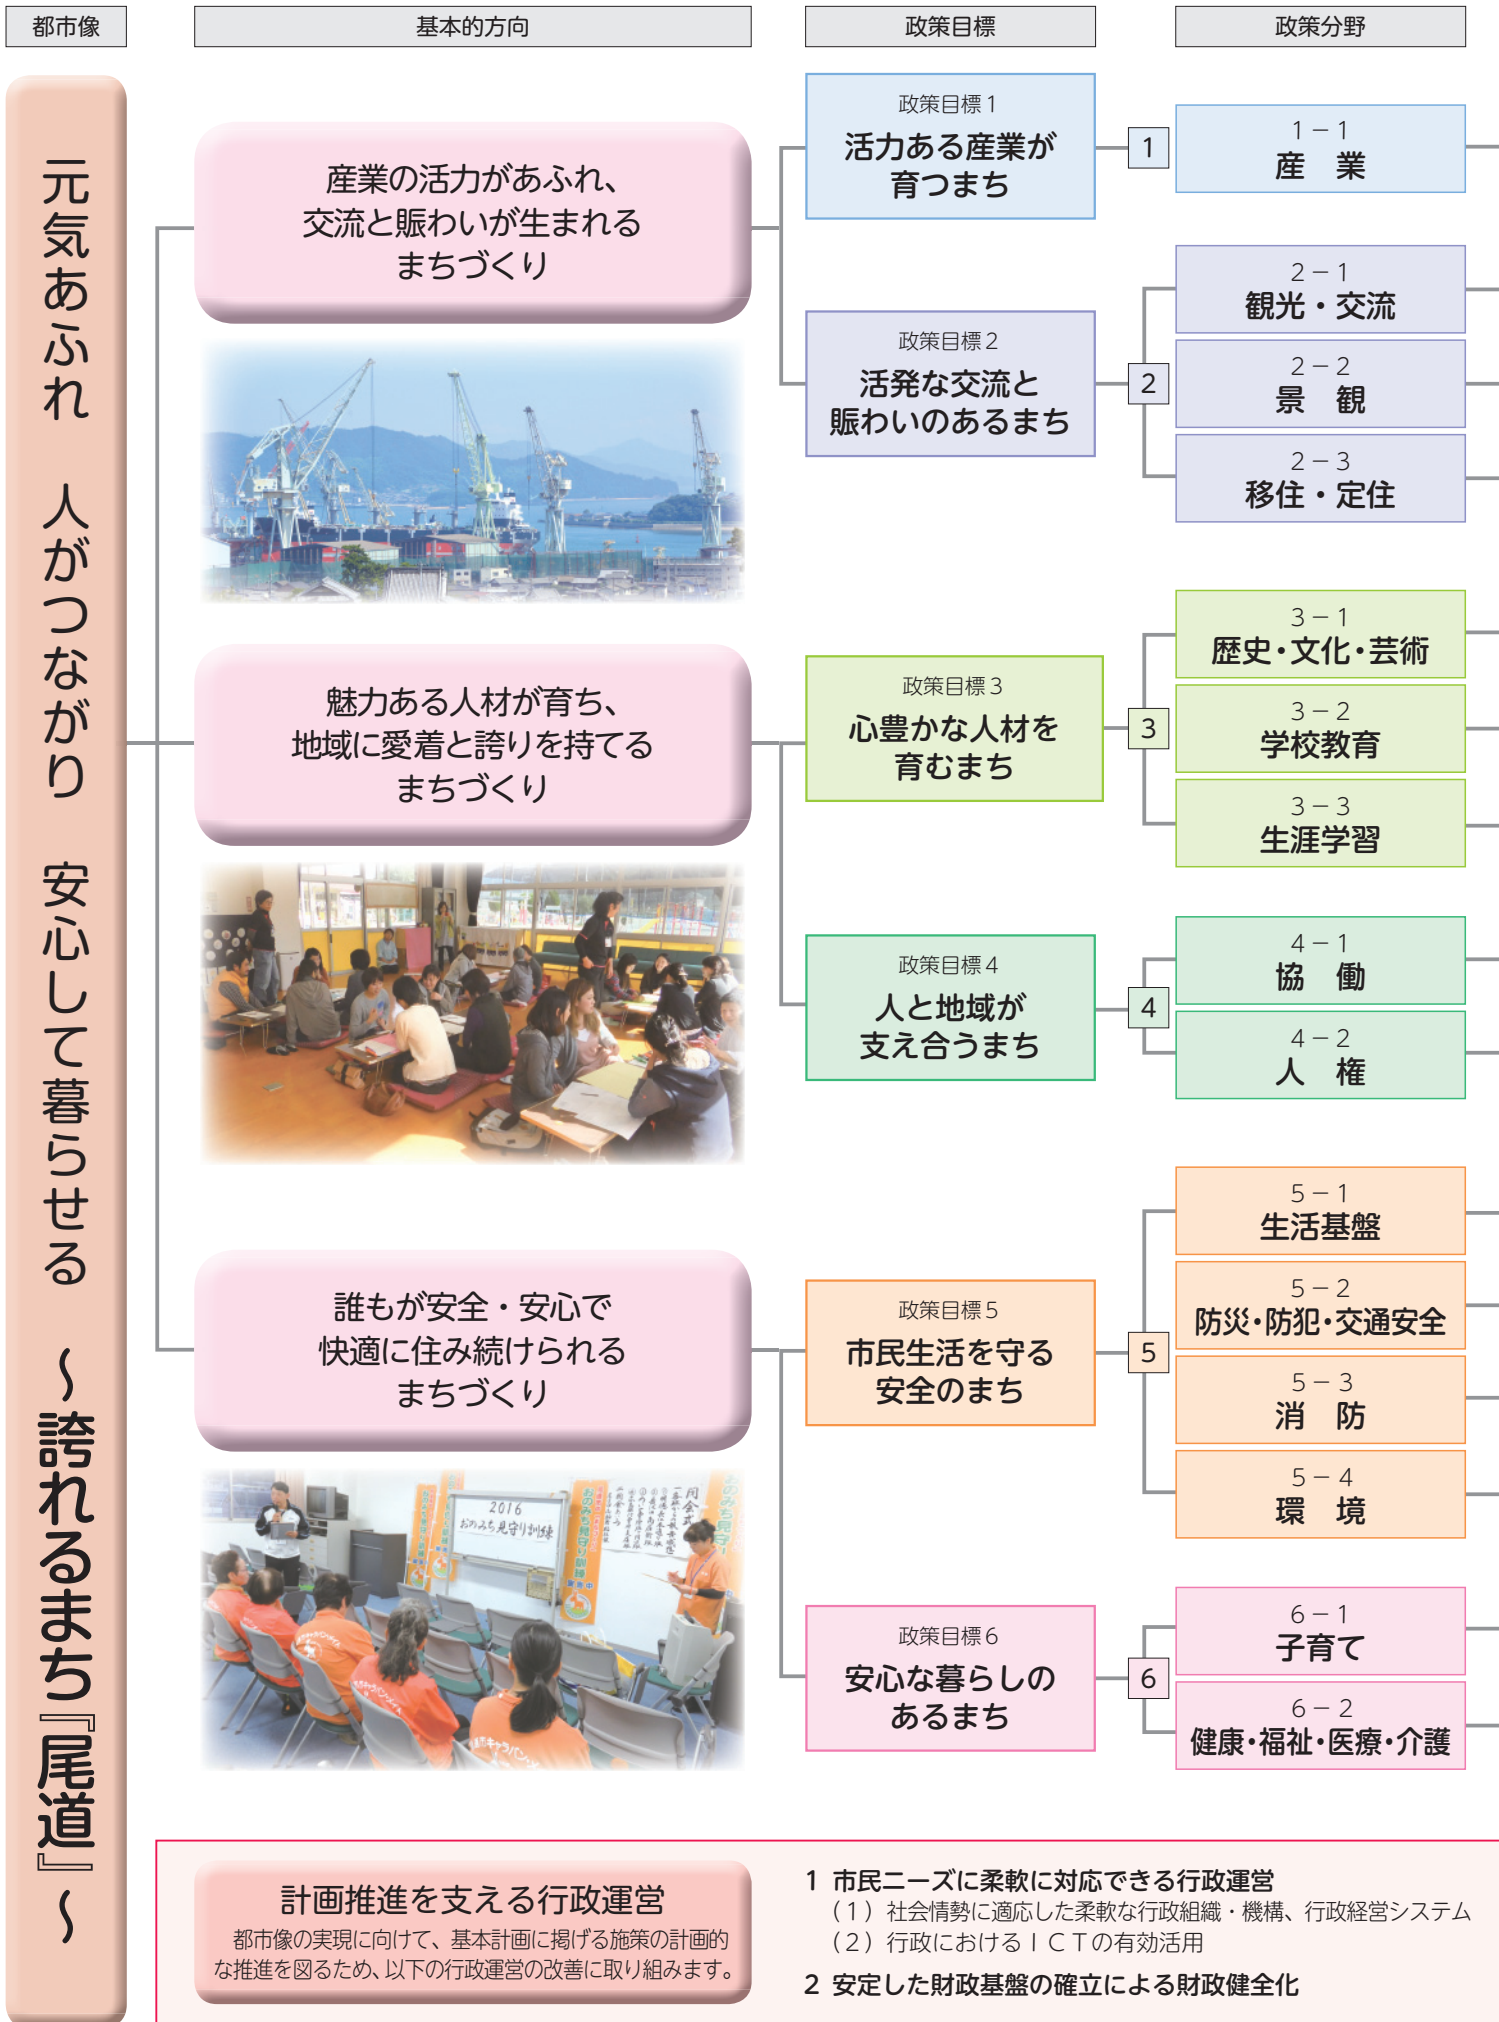 都市像
基本的方向
政策目標
政策分野
元気あふれ 人がつながり 安心して暮らせる ～誇れるまち『尾道』～
産業の活力があふれ、
交流と賑わいが生まれる
まちづくり
政策目標1
活力ある産業が
育つまち
1
1－1
産 業
政策目標2
活発な交流と
賑わいのあるまち
2
2－1
観光・交流
2－2
景 観
2－3
移住・定住
魅力ある人材が育ち、
地域に愛着と誇りを持てる
まちづくり
政策目標3
心豊かな人材を
育むまち
3
3－1
歴史・文化・芸術
3－2
学校教育
3－3
生涯学習
政策目標4
人と地域が
支え合うまち
4
4－1
協 働
4－2
人 権
誰もが安全・安心で
快適に住み続けられる
まちづくり
政策目標5
市民生活を守る
安全のまち
5
5－1
生活基盤
5－2
防災・防犯・交通安全
5－3
消 防
5－4
環 境
2016
おのみち見守り訓練
政策目標6
安心な暮らしの
あるまち
6
6－1
子育て
6－2
健康・福祉・医療・介護
計画推進を支える行政運営
都市像の実現に向けて、基本計画に掲げる施策の計画的
な推進を図るため、以下の行政運営の改善に取り組みます。
1 市民ニーズに柔軟に対応できる行政運営
（1）社会情勢に適応した柔軟な行政組織・機構、行政経営システム
（2）行政におけるＩＣＴの有効活用
2 安定した財政基盤の確立による財政健全化